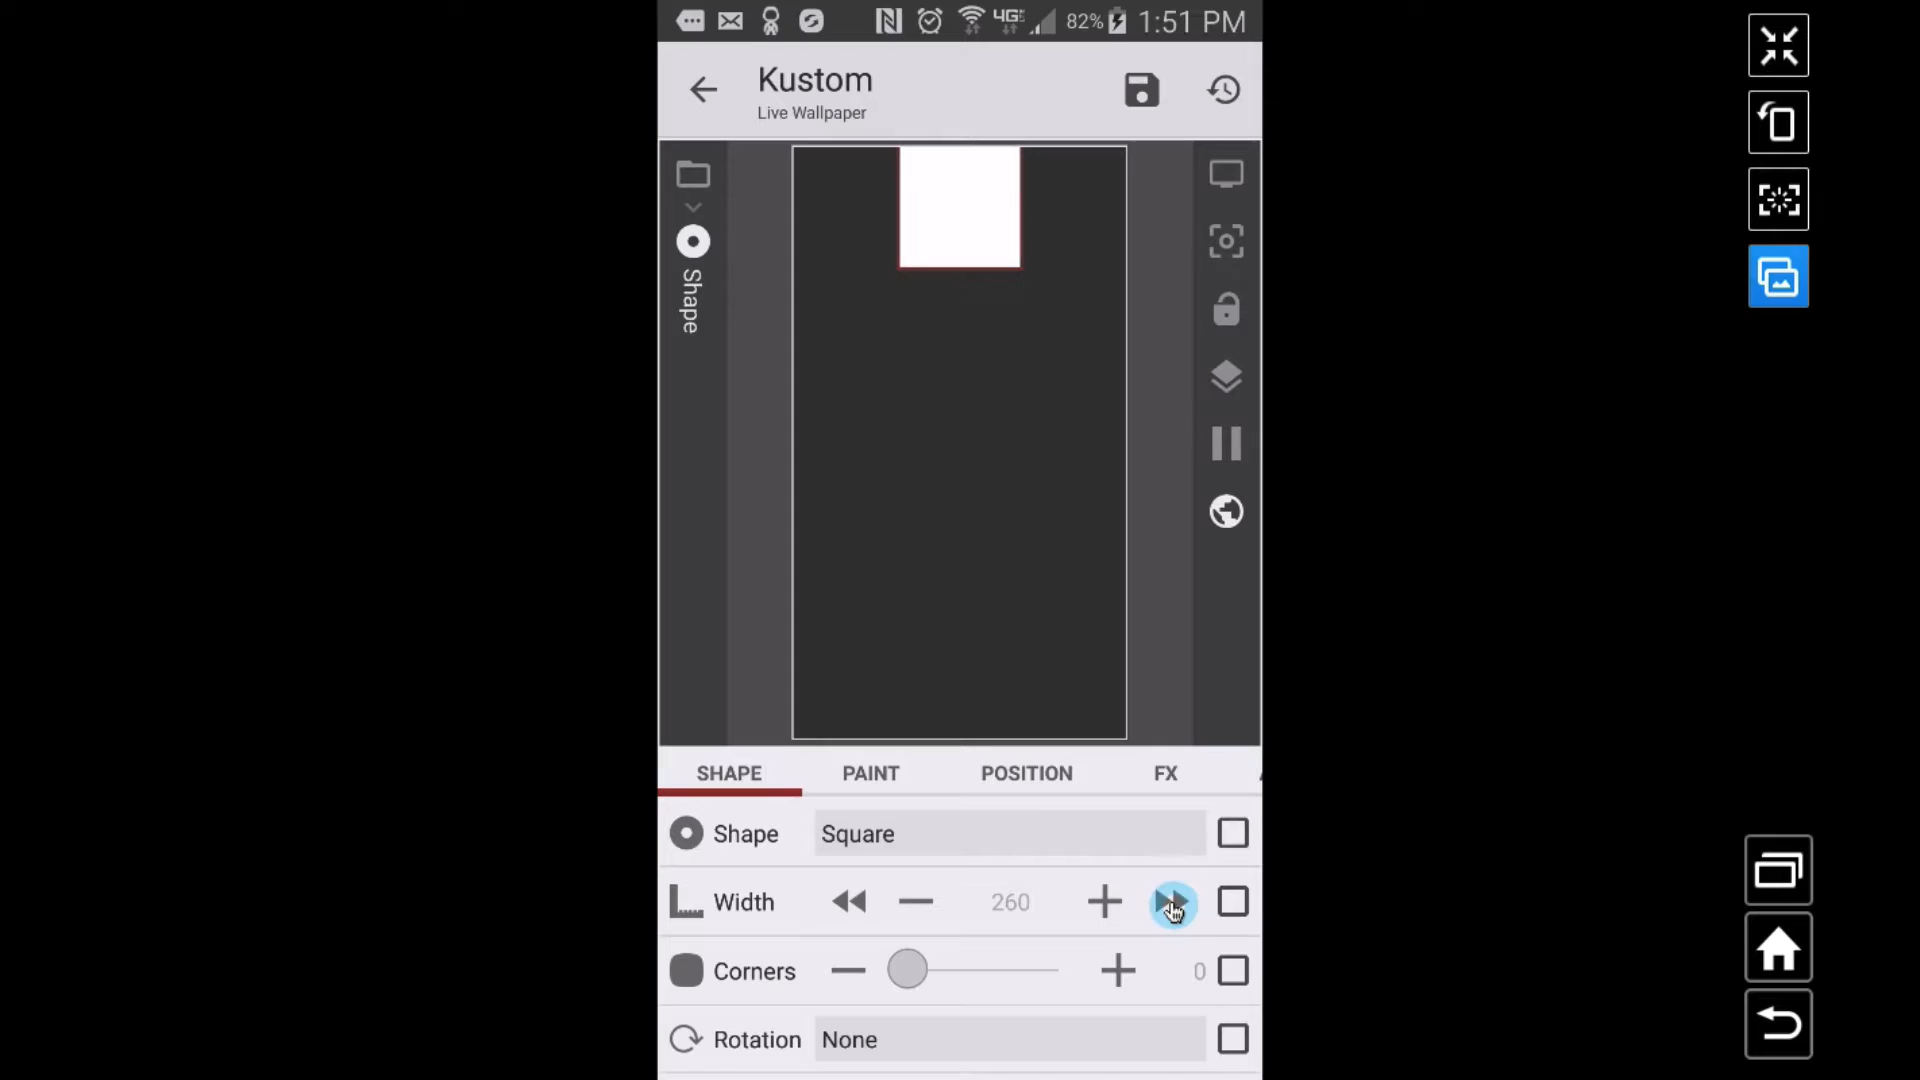 4G 82% 1:51 PM
Kustom
Live Wallpaper
Shape
SHAPE PAINT POSITION FX
Shape Square
Width 260
Corners 0
Rotation None